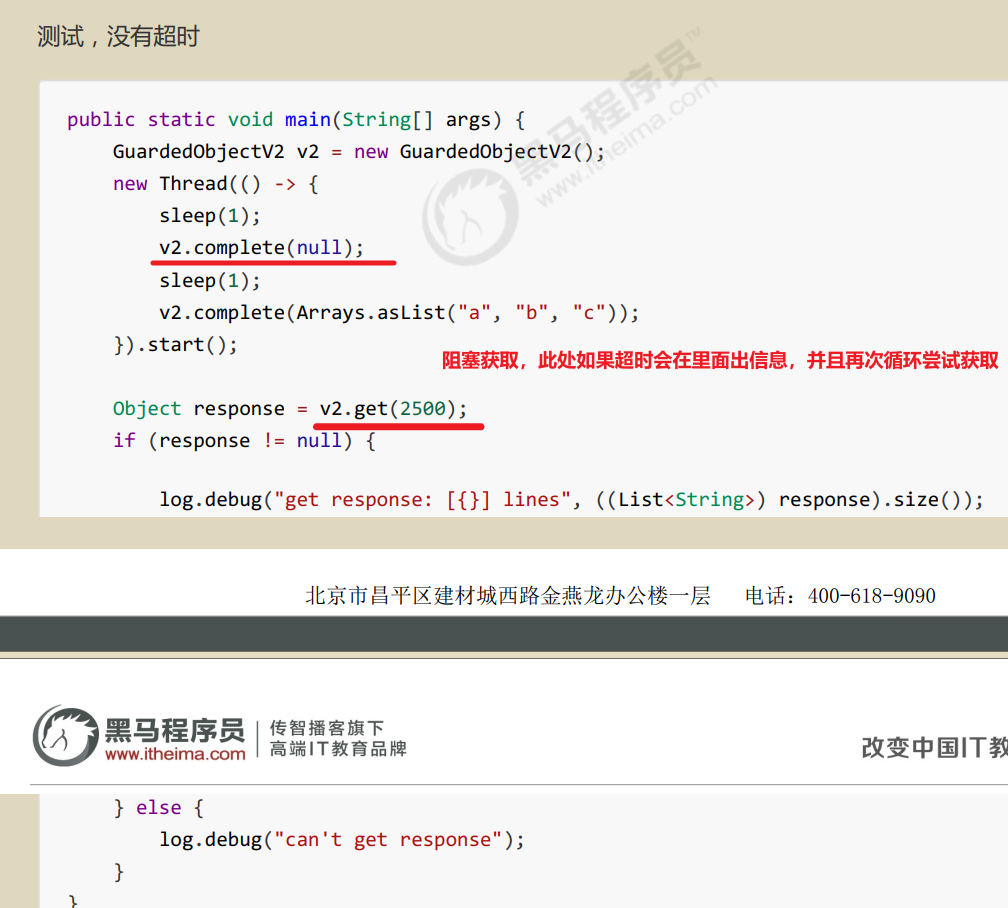 测试，没有超时
public static void main(String[] args) {
GuardedObjectV2 v2 = new GuardedObjectV2();
new Thread(() -> {
sleep(1);
v2.complete(null);
sleep(1);
v2.complete(Arrays.asList("a", "b", "c"));
}).start();
阻塞获取，此处如果超时会在里面出信息，并且再次循环尝试获取
Object response = v2.get(2500);
if (response != null) {
log.debug("get response: [{}] lines", ((List<String>) response).size());
黑马程序员™
www.itheima.com
北京市昌平区建材城西路金燕龙办公楼一层 电话：400-618-9090
黑马程序员
www.itheima.com
传智播客旗下
高端IT教育品牌
改变中国IT教
} else {
log.debug("can't get response");
}
}